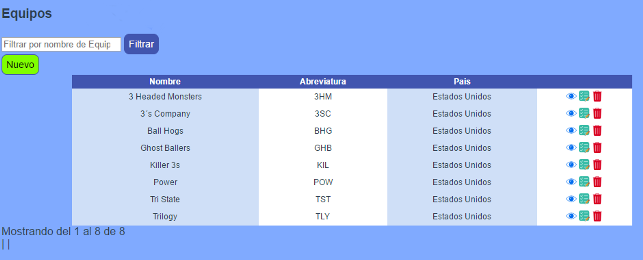 Equipos
Filtrar por nombre de Equip Filtrar
Nuevo
Nombre Abreviatura Pais
3 Headed Monsters 3HM Estados Unidos
3´s Company 3SC Estados Unidos
Ball Hogs BHG Estados Unidos
Ghost Ballers GHB Estados Unidos
Killer 3s KIL Estados Unidos
Power POW Estados Unidos
Tri State TST Estados Unidos
Trilogy TLY Estados Unidos
Mostrando del 1 al 8 de 8
| |